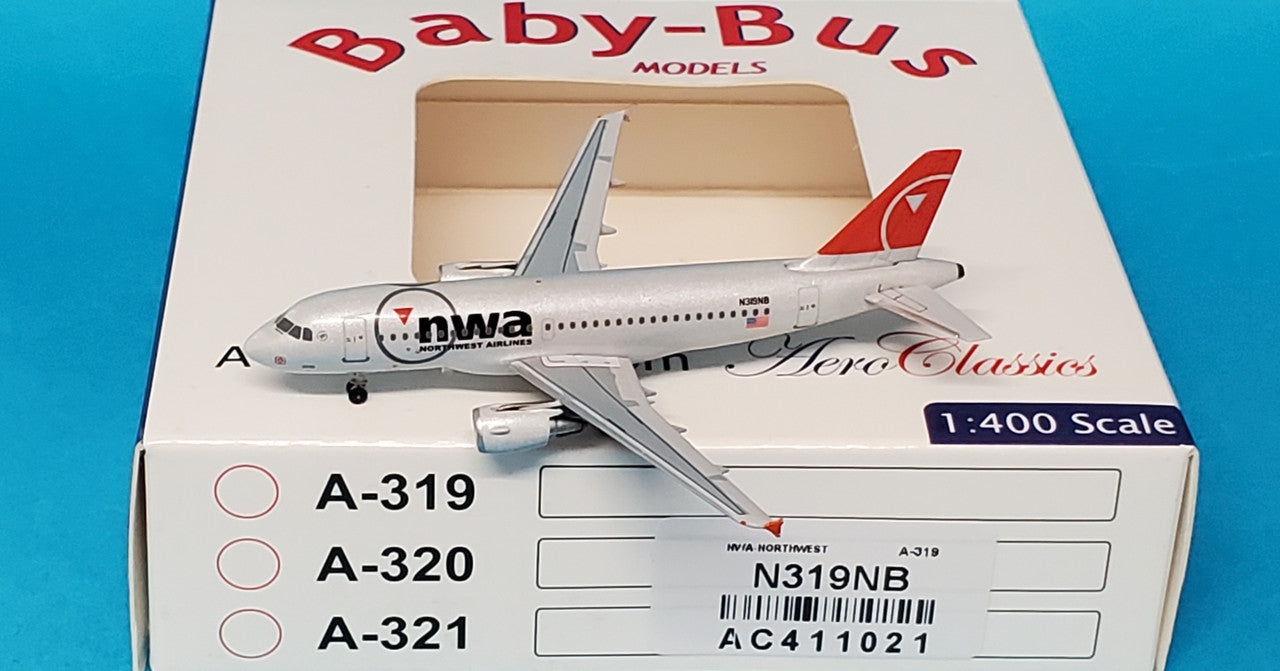 Baby-Bus
MODELS
nwa
NORTHWEST AIRLINES
N319NB
A
m AeroClassics
1:400 Scale
A-319
A-320
A-321
NWA-NORTHWEST A-319
N319NB
AC411021